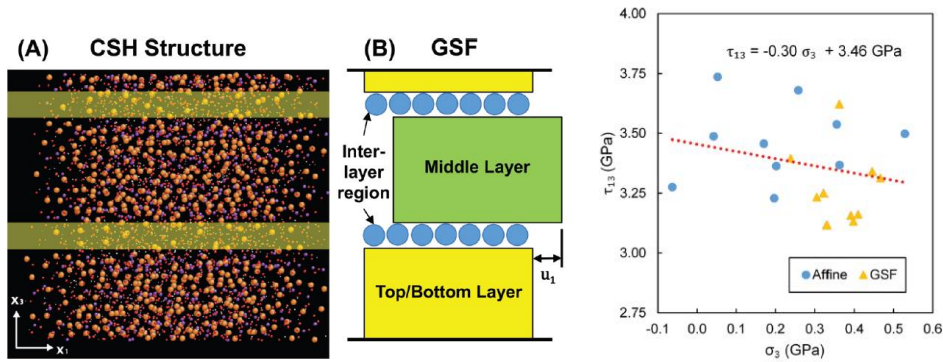 (A) CSH Structure
X₃
X₁
(B) GSF
Inter-
layer
region
Middle Layer
Top/Bottom Layer
u₁
τ₁₃ = -0.30 σ₃ + 3.46 GPa
τ₁₃ (GPa)
4.00
3.75
3.50
3.25
3.00
2.75
-0.1 0.0 0.1 0.2 0.3 0.4 0.5 0.6
σ₃ (GPa)
Affine GSF